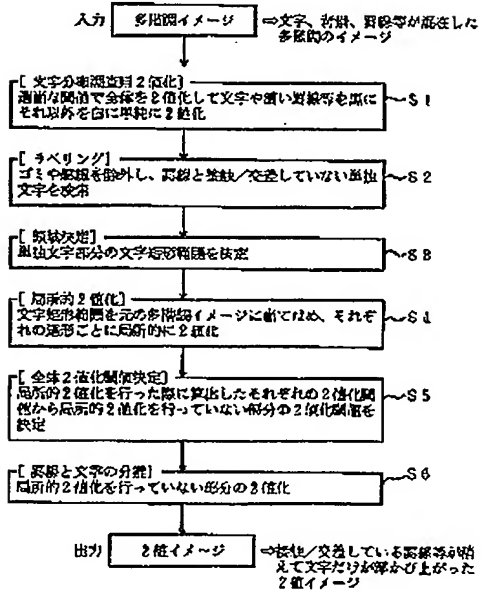 入力 多階調イメージ ⇨文字、背景、罫線等が混在した
多階調のイメージ
[ 文字分布調査用2値化] S1
適当な閾値で全体を2値化して文字や濃い罫線等を黒に
それ以外を白に単純に2値化
[ ラベリング] S2
ゴミや罫線を除外し、罫線と接触/交差していない単独
文字を検索
[ 領域決定] S3
単独文字部分の文字矩形範囲を決定
[ 局所的2値化] S4
文字矩形範囲を元の多階調イメージに当てはめ、それぞ
れの矩形ごとに局所的に2値化
[ 全体2値化閾値決定] S5
局所的2値化を行った際に算出したそれぞれの2値化閾
値から局所的2値化を行っていない部分の2値化閾値を
決定
[ 罫線と文字の分離] S6
局所的2値化を行っていない部分の2値化
出力 2値イメージ ⇨接触/交差している罫線等が消
えて文字だけが浮かび上がった
2値イメージ